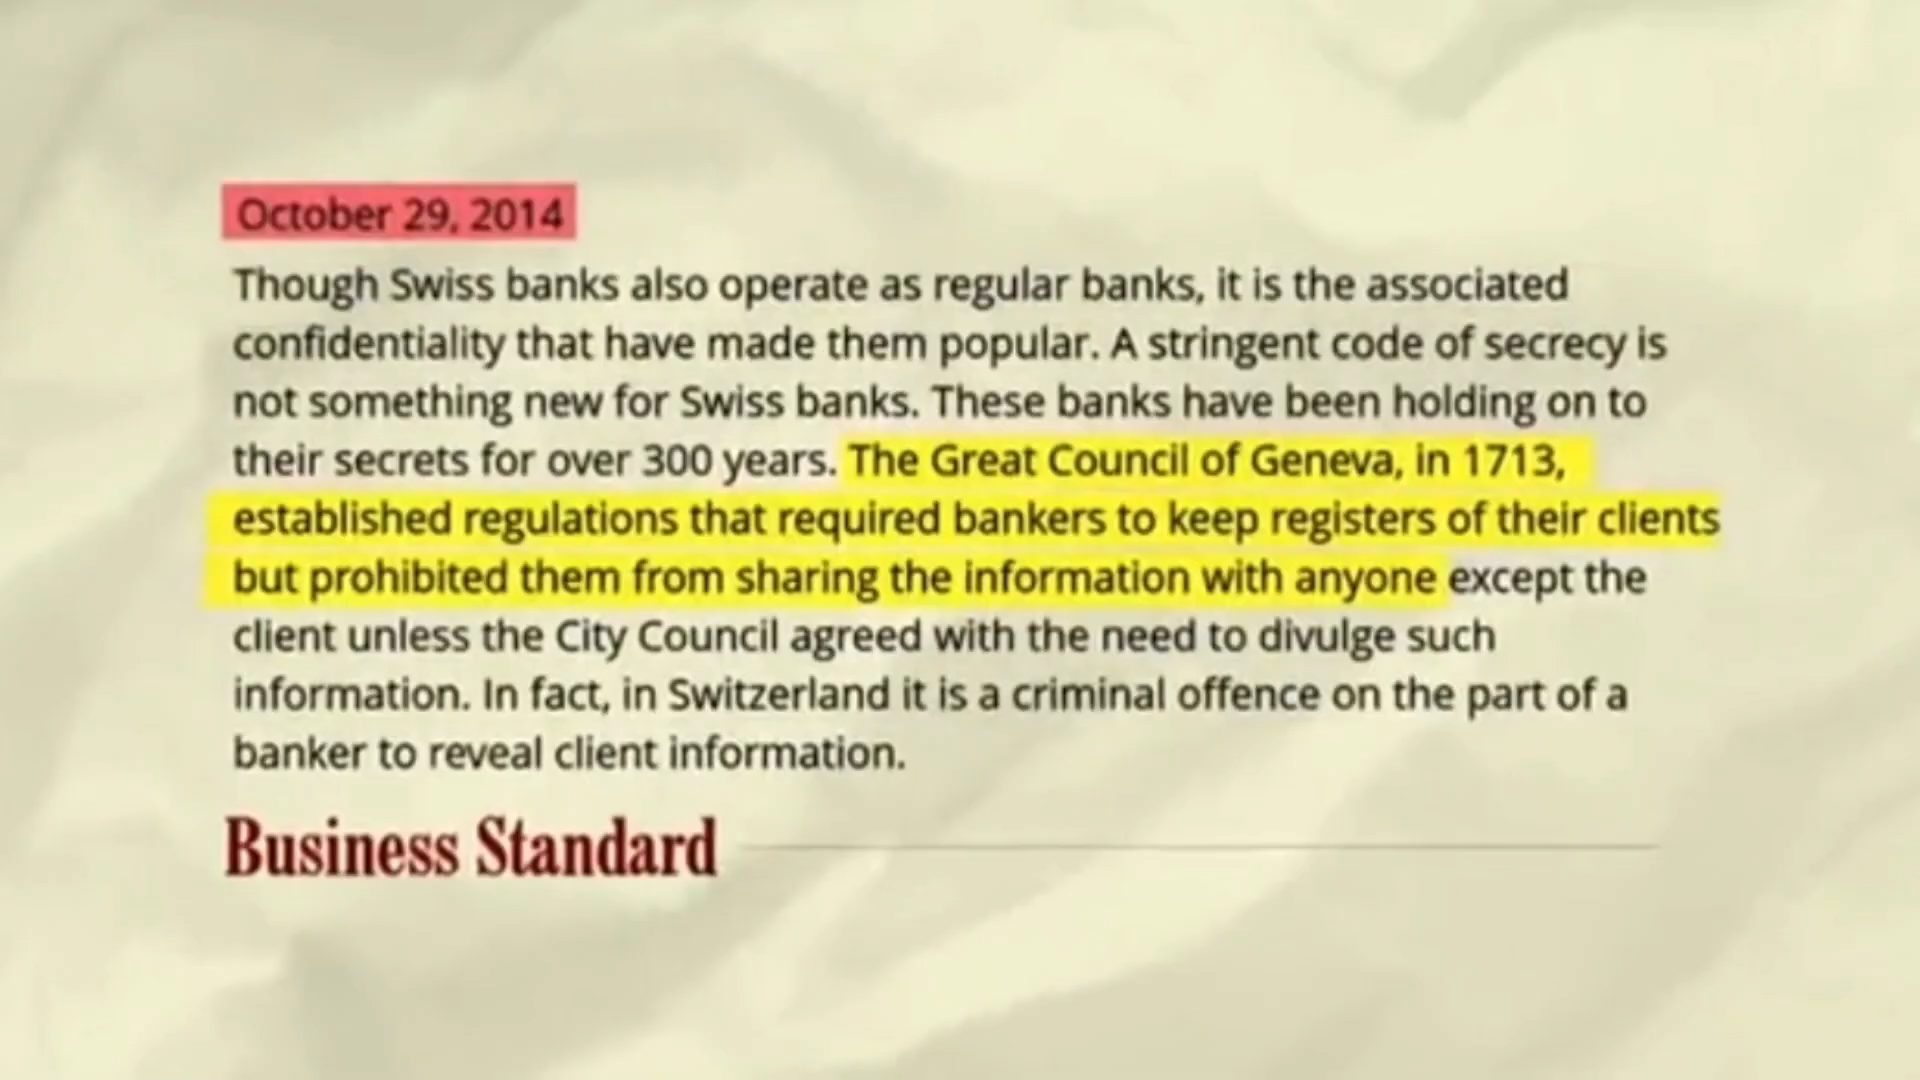 October 29, 2014
Though Swiss banks also operate as regular banks, it is the associated
confidentiality that have made them popular. A stringent code of secrecy is
not something new for Swiss banks. These banks have been holding on to
their secrets for over 300 years. The Great Council of Geneva, in 1713,
established regulations that required bankers to keep registers of their clients
but prohibited them from sharing the information with anyone except the
client unless the City Council agreed with the need to divulge such
information. In fact, in Switzerland it is a criminal offence on the part of a
banker to reveal client information.
Business Standard